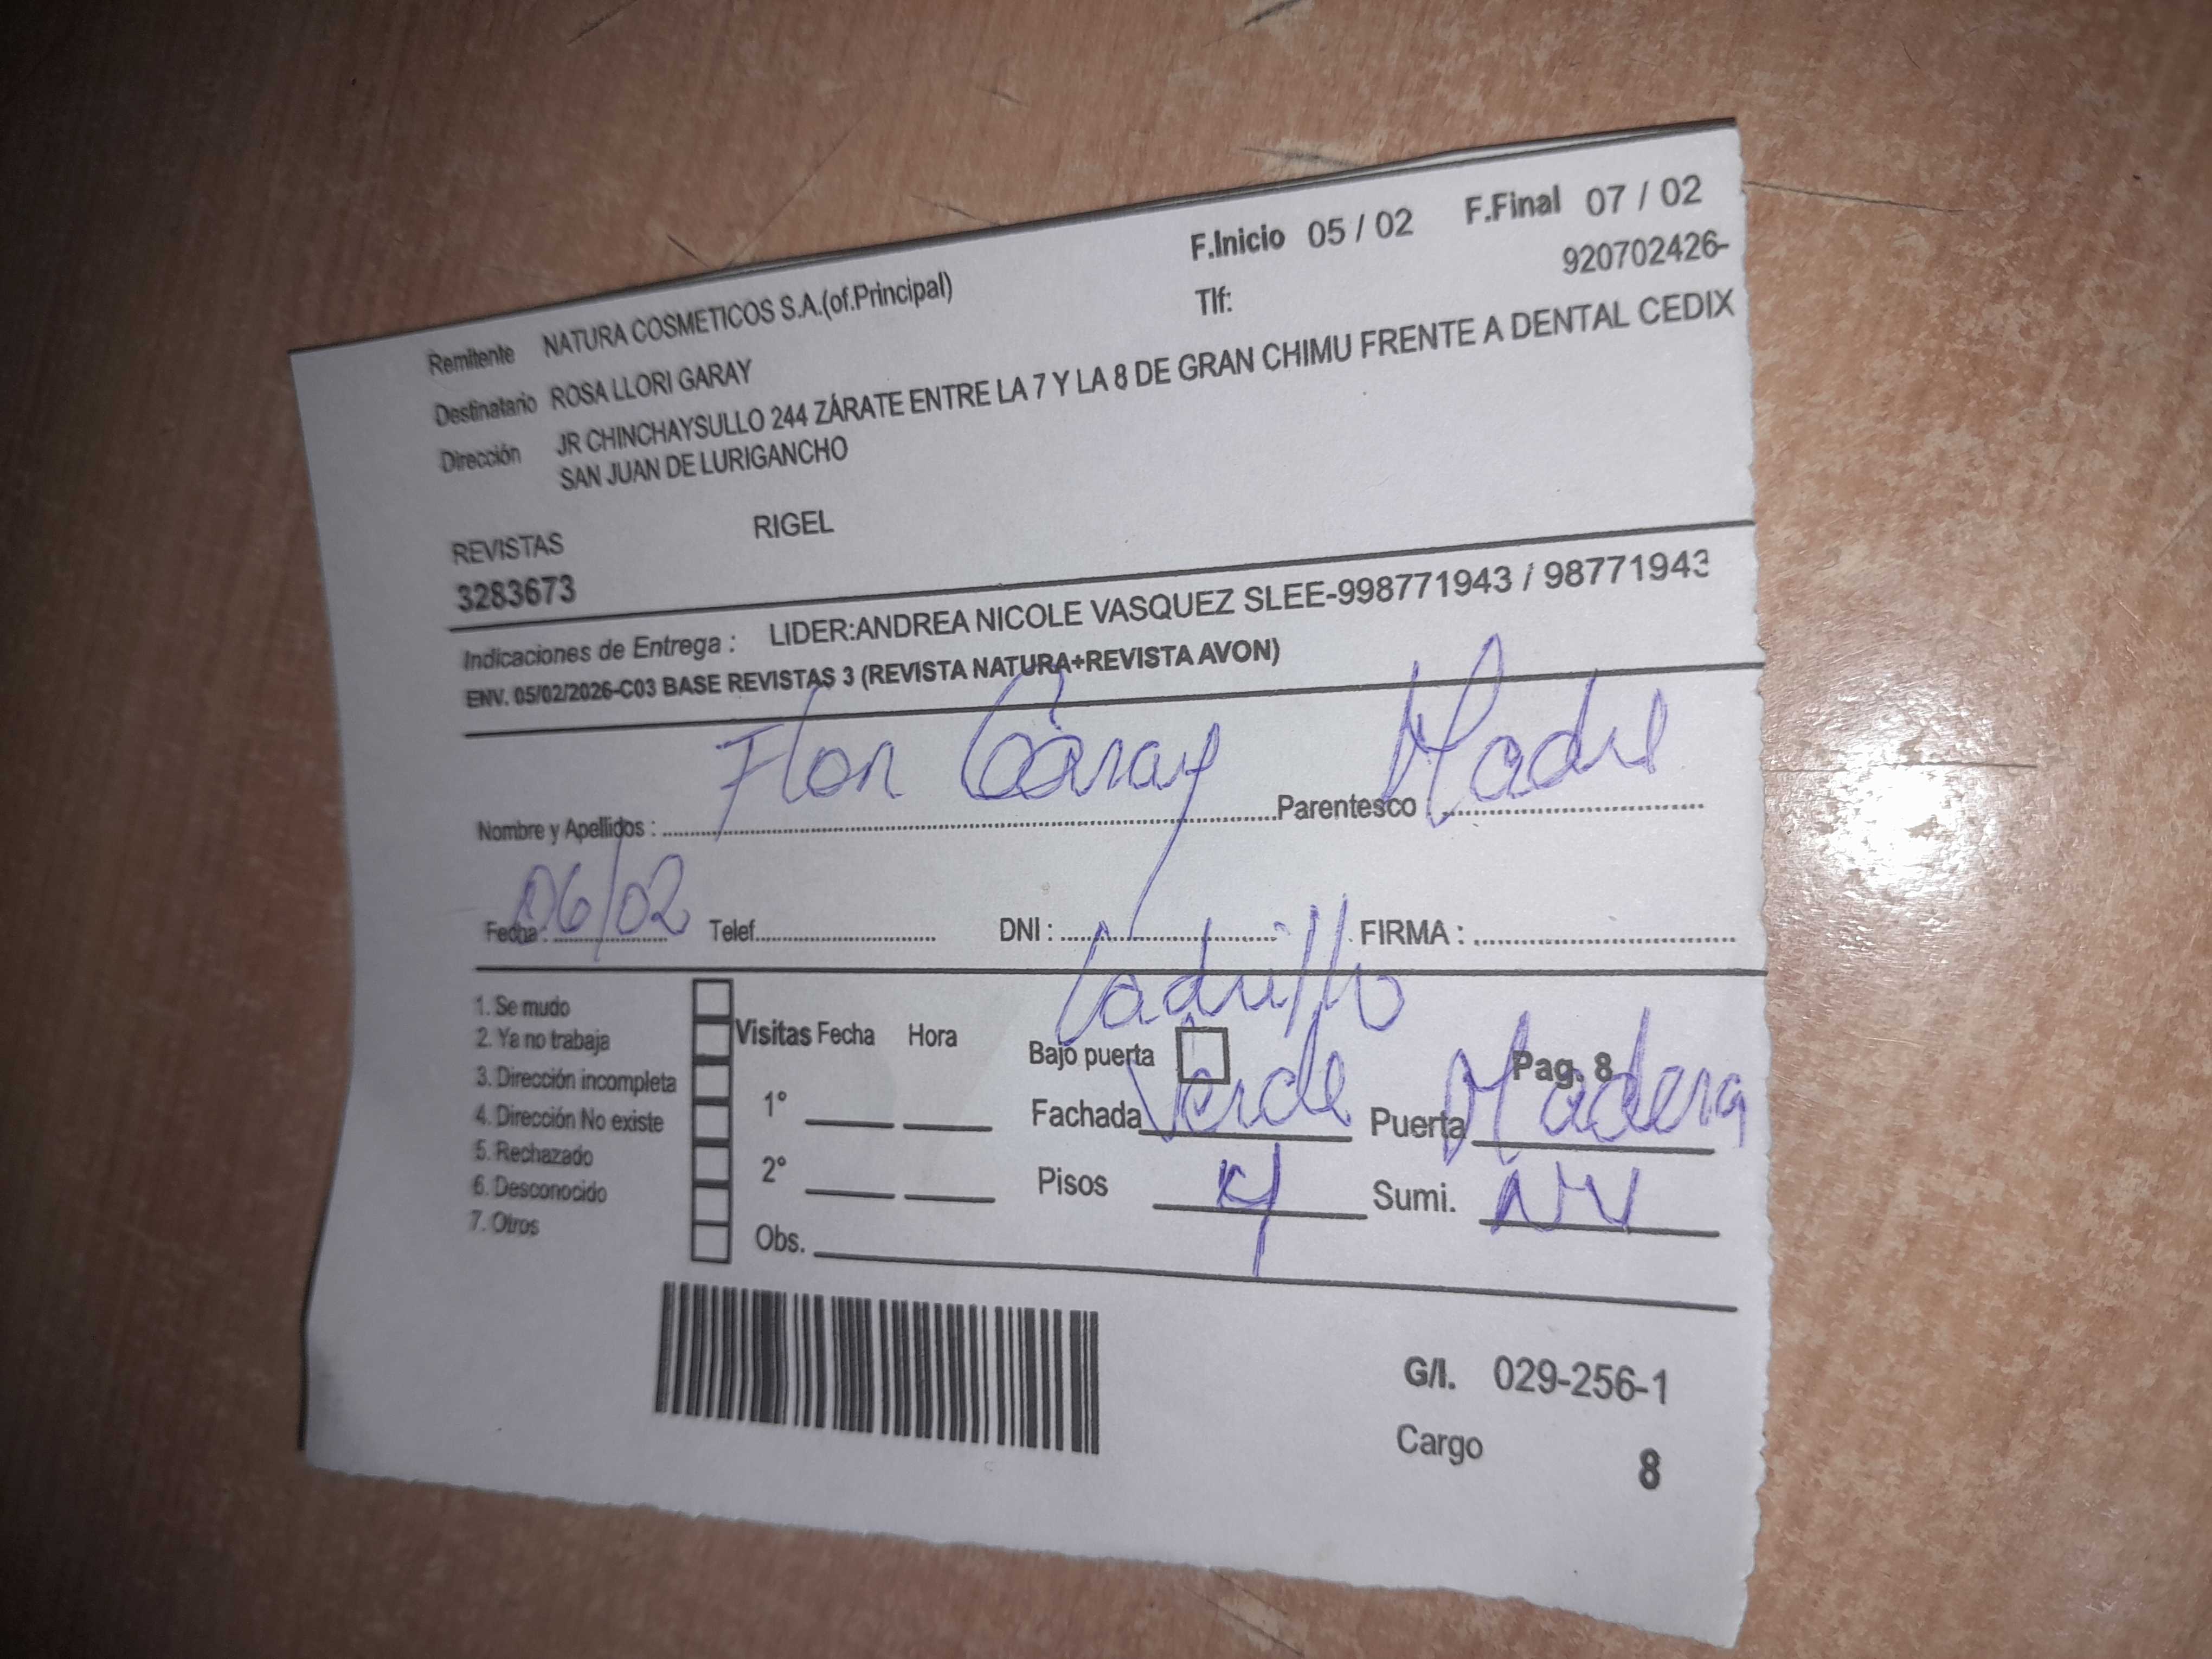 F.Inicio 05 / 02 F.Final 07 / 02
Remitente NATURA COSMETICOS S.A.(of.Principal) Tlf: 920702426-
Destinatario ROSA LLORI GARAY
Dirección JR CHINCHAYSULLO 244 ZÁRATE ENTRE LA 7 Y LA 8 DE GRAN CHIMU FRENTE A DENTAL CEDIX
SAN JUAN DE LURIGANCHO
REVISTAS RIGEL
3283673
Indicaciones de Entrega : LIDER:ANDREA NICOLE VASQUEZ SLEE-998771943 / 98771943
ENV. 05/02/2026-C03 BASE REVISTAS 3 (REVISTA NATURA+REVISTA AVON)
Nombre y Apellidos : Flor Garay Parentesco Madre
Fecha : 06/02 Telef. DNI : FIRMA :
Ladrillo
1. Se mudo
2. Ya no trabaja
3. Dirección incompleta
4. Dirección No existe
5. Rechazado
6. Desconocido
7. Otros
Visitas Fecha Hora
1°
2°
Obs.
Bajo puerta Pag. 8
Fachada Verde Puerta Madera
Pisos 4 Sumi. NV
G/I. 029-256-1
Cargo 8